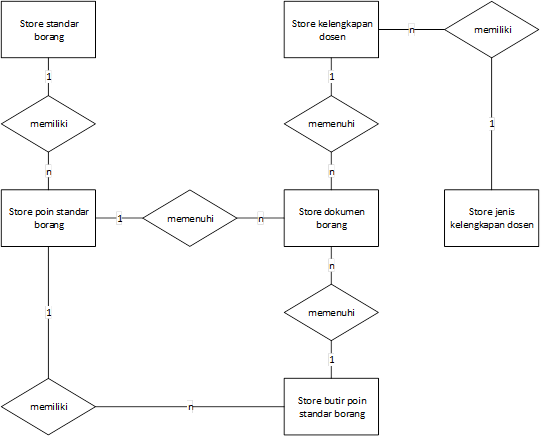 Store standar
borang
Store kelengkapan
dosen
n
memiliki
1
1
1
memiliki
memenuhi
n
n
Store poin standar
borang
1
memenuhi
n
Store dokumen
borang
Store jenis
kelengkapan dosen
n
1
memenuhi
1
memiliki
n
Store butir poin
standar borang